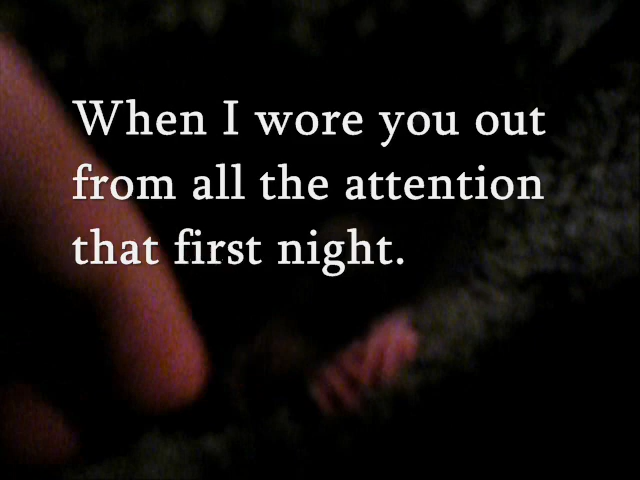 When I wore you out
from all the attention
that first night.